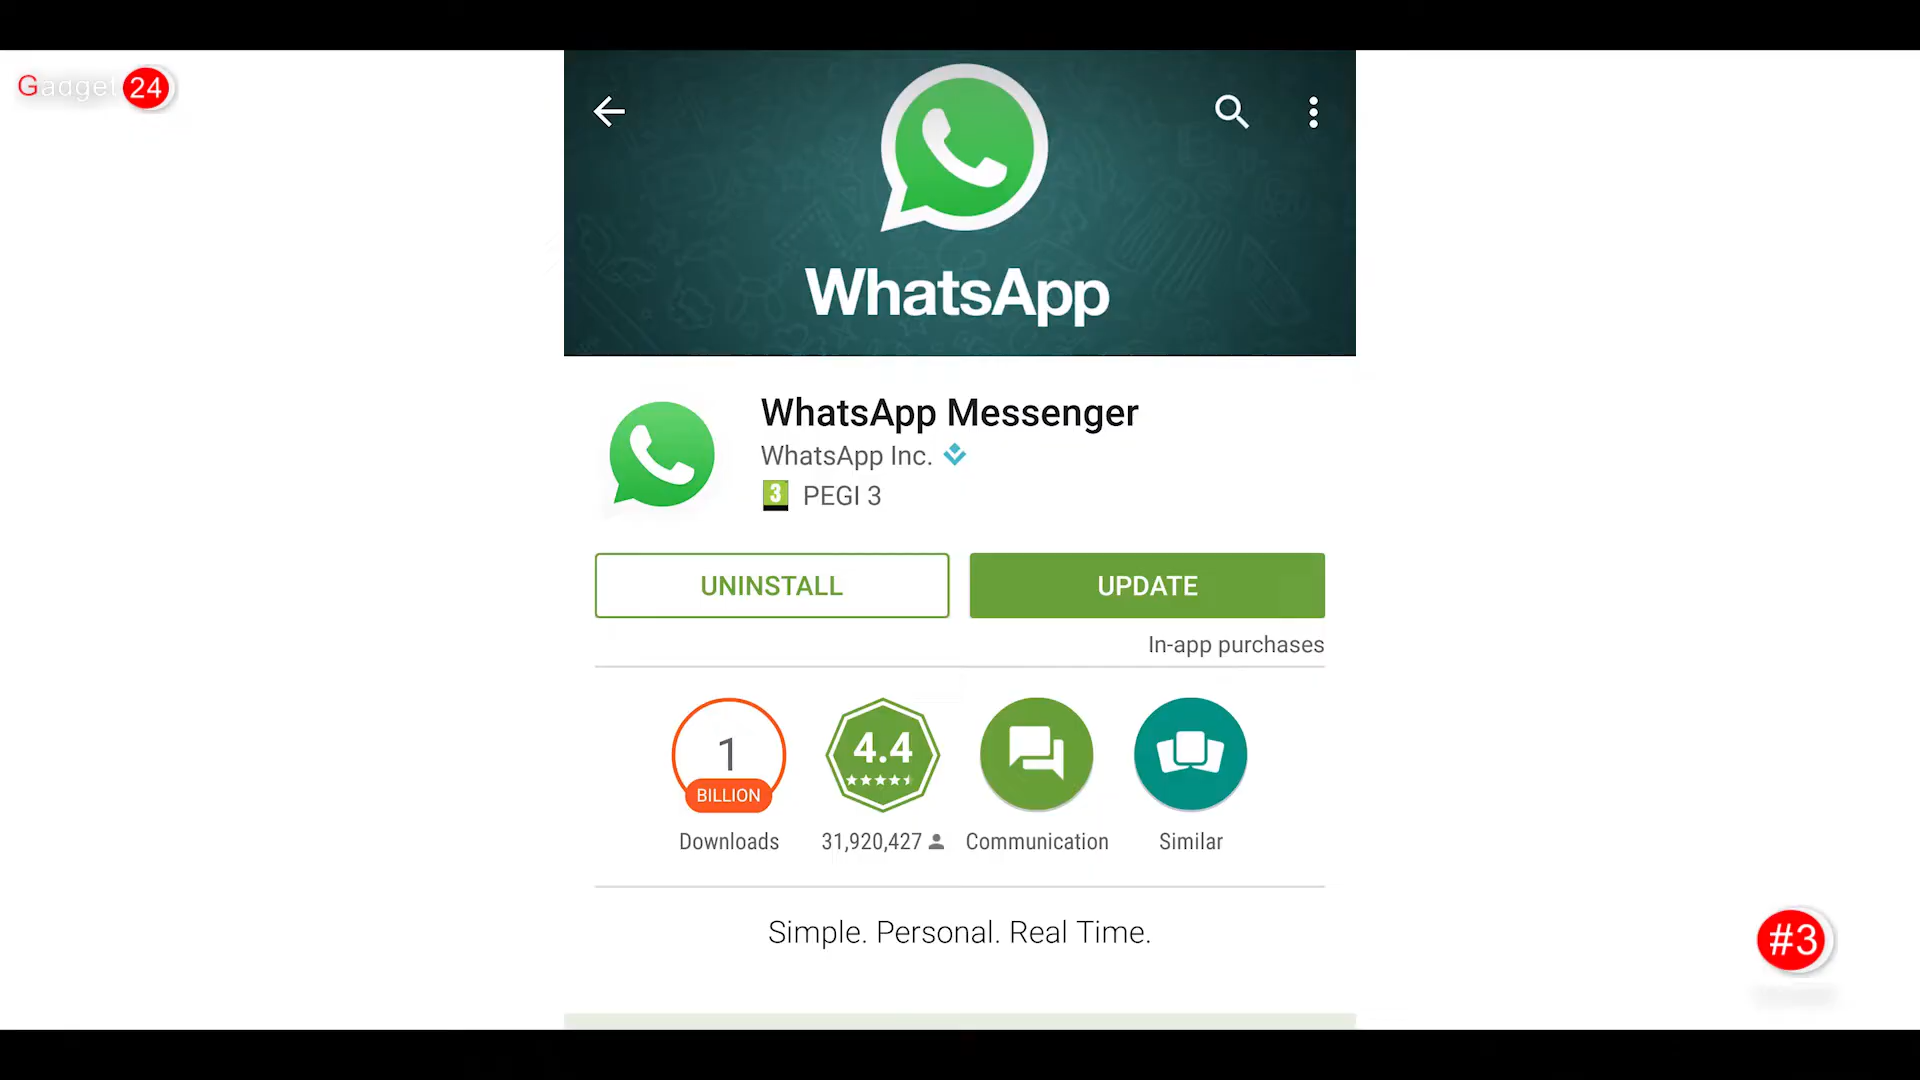 Gadget 24
WhatsApp
WhatsApp Messenger
WhatsApp Inc.
3 PEGI 3
UNINSTALL
UPDATE
In-app purchases
1
BILLION
4.4
Downloads
31,920,427
Communication
Similar
Simple. Personal. Real Time.
#3